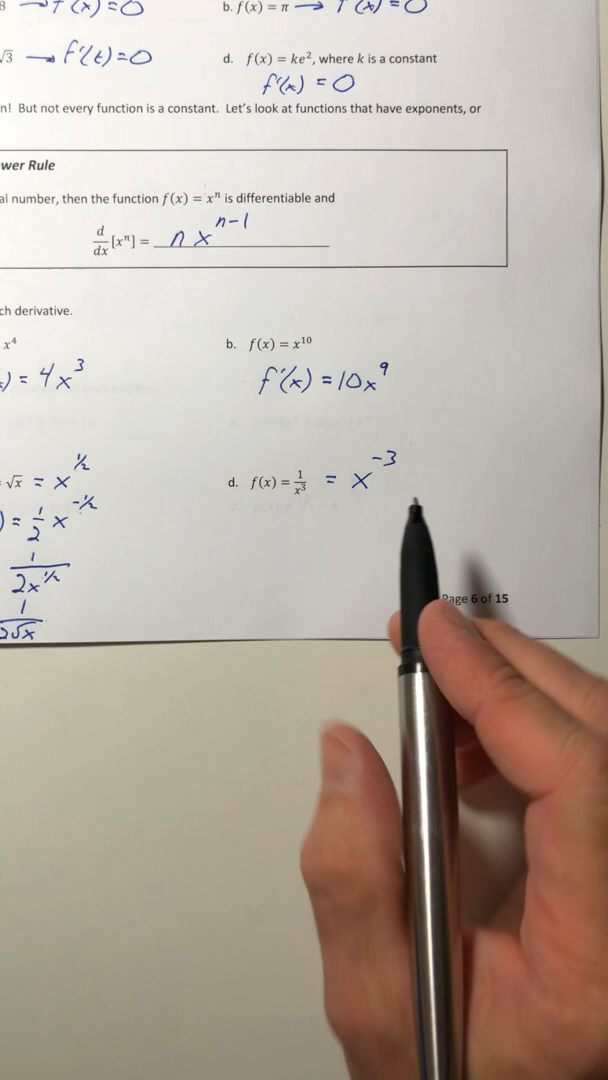 → f'(x) = 0
b. f(x) = π → f'(x) = 0
√3 → f'(t) = 0
d. f(x) = ke², where k is a constant
f'(x) = 0
n! But not every function is a constant. Let's look at functions that have exponents, or
wer Rule
al number, then the function f(x) = xⁿ is differentiable and
d/dx [xⁿ] = n x^(n-1)
ch derivative.
x⁴
b. f(x) = x¹⁰
) = 4x³
f'(x) = 10x⁹
√x = x^(1/2)
d. f(x) = 1/x³ = x^(-3)
) = 1/2 x^(-1/2)
1/(2x^(1/2))
1/(2√x)
Page 6 of 15